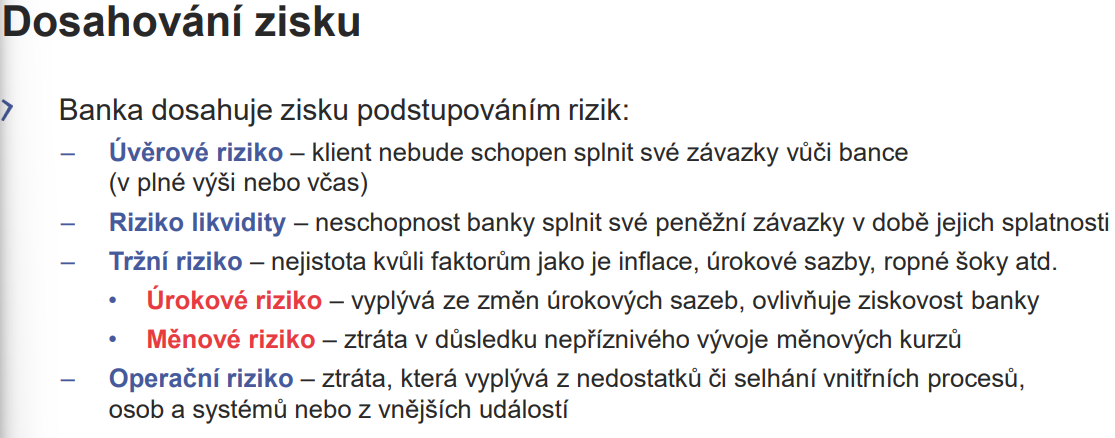 Dosahování zisku
Banka dosahuje zisku podstupováním rizik:
– Úvěrové riziko – klient nebude schopen splnit své závazky vůči bance
(v plné výši nebo včas)
– Riziko likvidity – neschopnost banky splnit své peněžní závazky v době jejich splatnosti
– Tržní riziko – nejistota kvůli faktorům jako je inflace, úrokové sazby, ropné šoky atd.
• Úrokové riziko – vyplývá ze změn úrokových sazeb, ovlivňuje ziskovost banky
• Měnové riziko – ztráta v důsledku nepříznivého vývoje měnových kurzů
– Operační riziko – ztráta, která vyplývá z nedostatků či selhání vnitřních procesů,
osob a systémů nebo z vnějších událostí